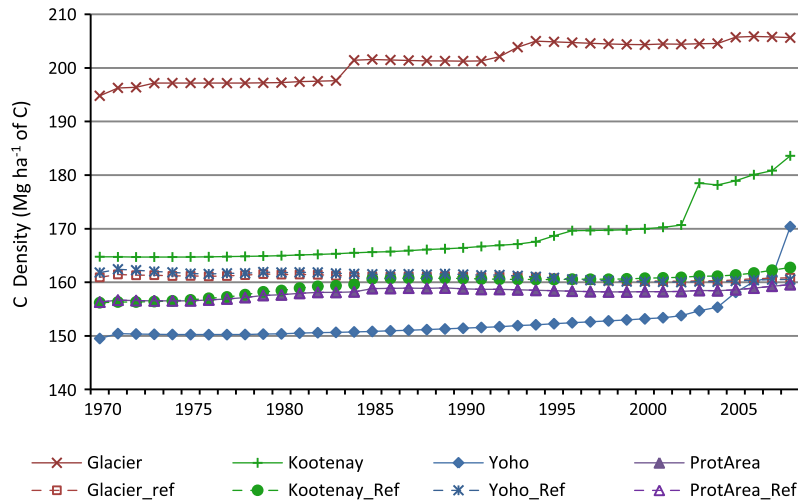 210
200
190
180
170
160
150
140
C Density (Mg ha⁻¹ of C)
1970 1975 1980 1985 1990 1995 2000 2005
Glacier Kootenay Yoho ProtArea
Glacier_ref Kootenay_Ref Yoho_Ref ProtArea_Ref